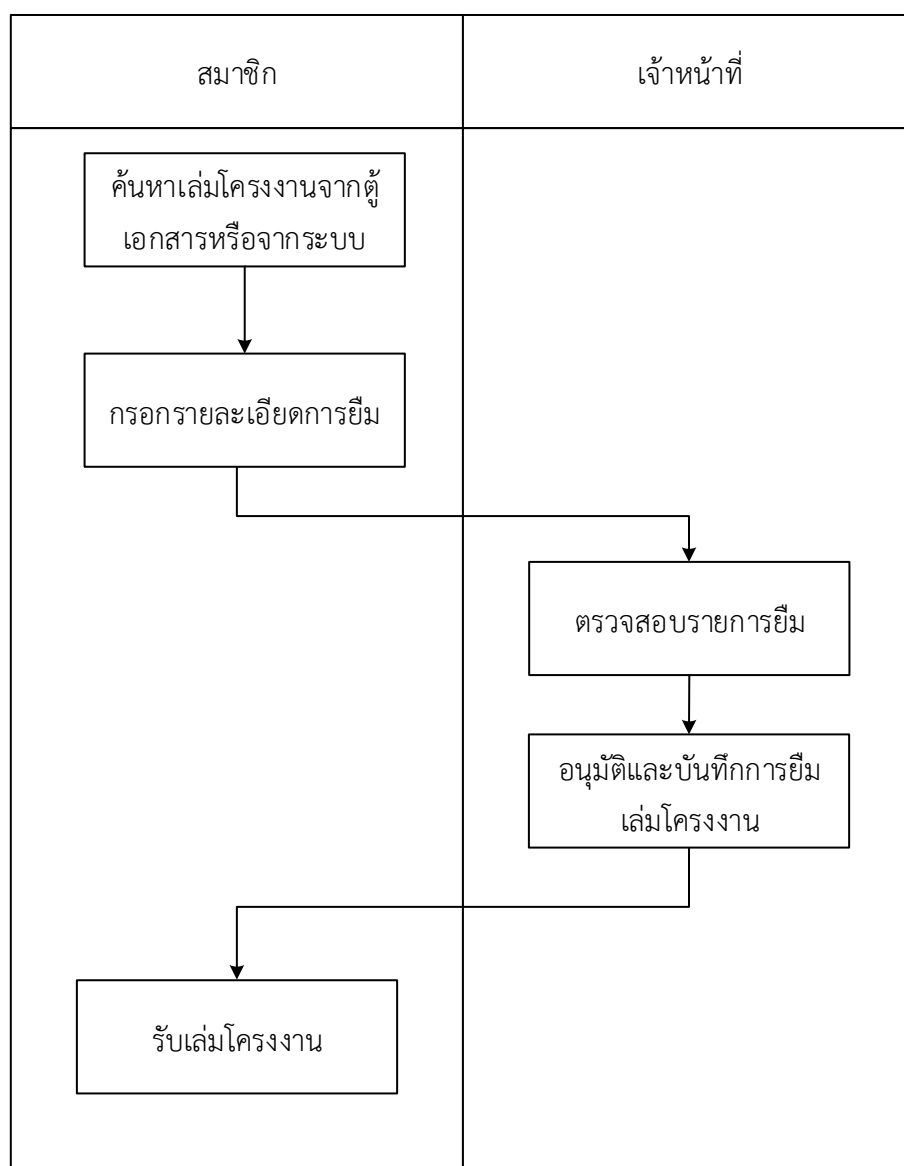 สมาชิก
เจ้าหน้าที่
ค้นหาเล่มโครงงานจากตู้
เอกสารหรือจากระบบ
กรอกรายละเอียดการยืม
ตรวจสอบรายการยืม
อนุมัติและบันทึกการยืม
เล่มโครงงาน
รับเล่มโครงงาน